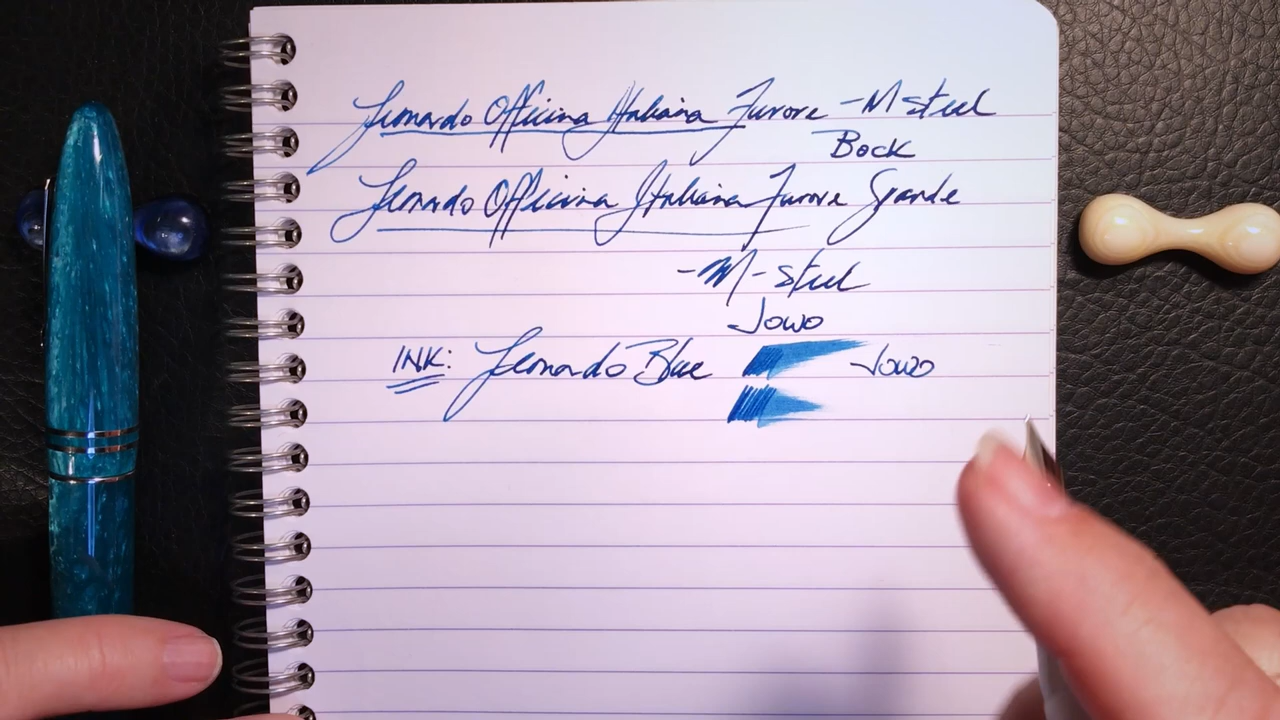 Leonardo Officina Italiana Furore - M steel
Bock
Leonardo Officina Italiana Furore Grande
- M - steel
Jowo
INK: Leonardo Blue Jowo